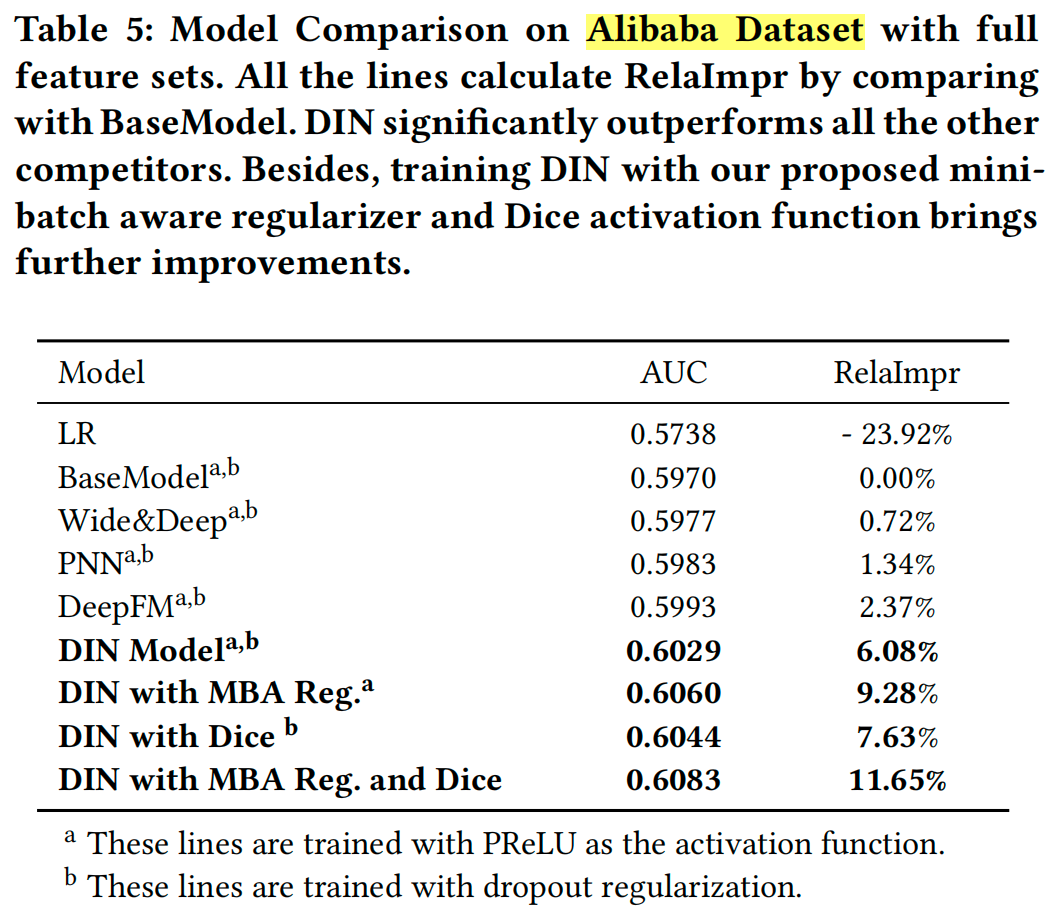 Table 5: Model Comparison on Alibaba Dataset with full
feature sets. All the lines calculate RelaImpr by comparing
with BaseModel. DIN significantly outperforms all the other
competitors. Besides, training DIN with our proposed mini-
batch aware regularizer and Dice activation function brings
further improvements.
Model AUC RelaImpr
LR 0.5738 - 23.92%
BaseModel^a,b 0.5970 0.00%
Wide&Deep^a,b 0.5977 0.72%
PNN^a,b 0.5983 1.34%
DeepFM^a,b 0.5993 2.37%
DIN Model^a,b 0.6029 6.08%
DIN with MBA Reg.^a 0.6060 9.28%
DIN with Dice ^b 0.6044 7.63%
DIN with MBA Reg. and Dice 0.6083 11.65%
^a These lines are trained with PReLU as the activation function.
^b These lines are trained with dropout regularization.